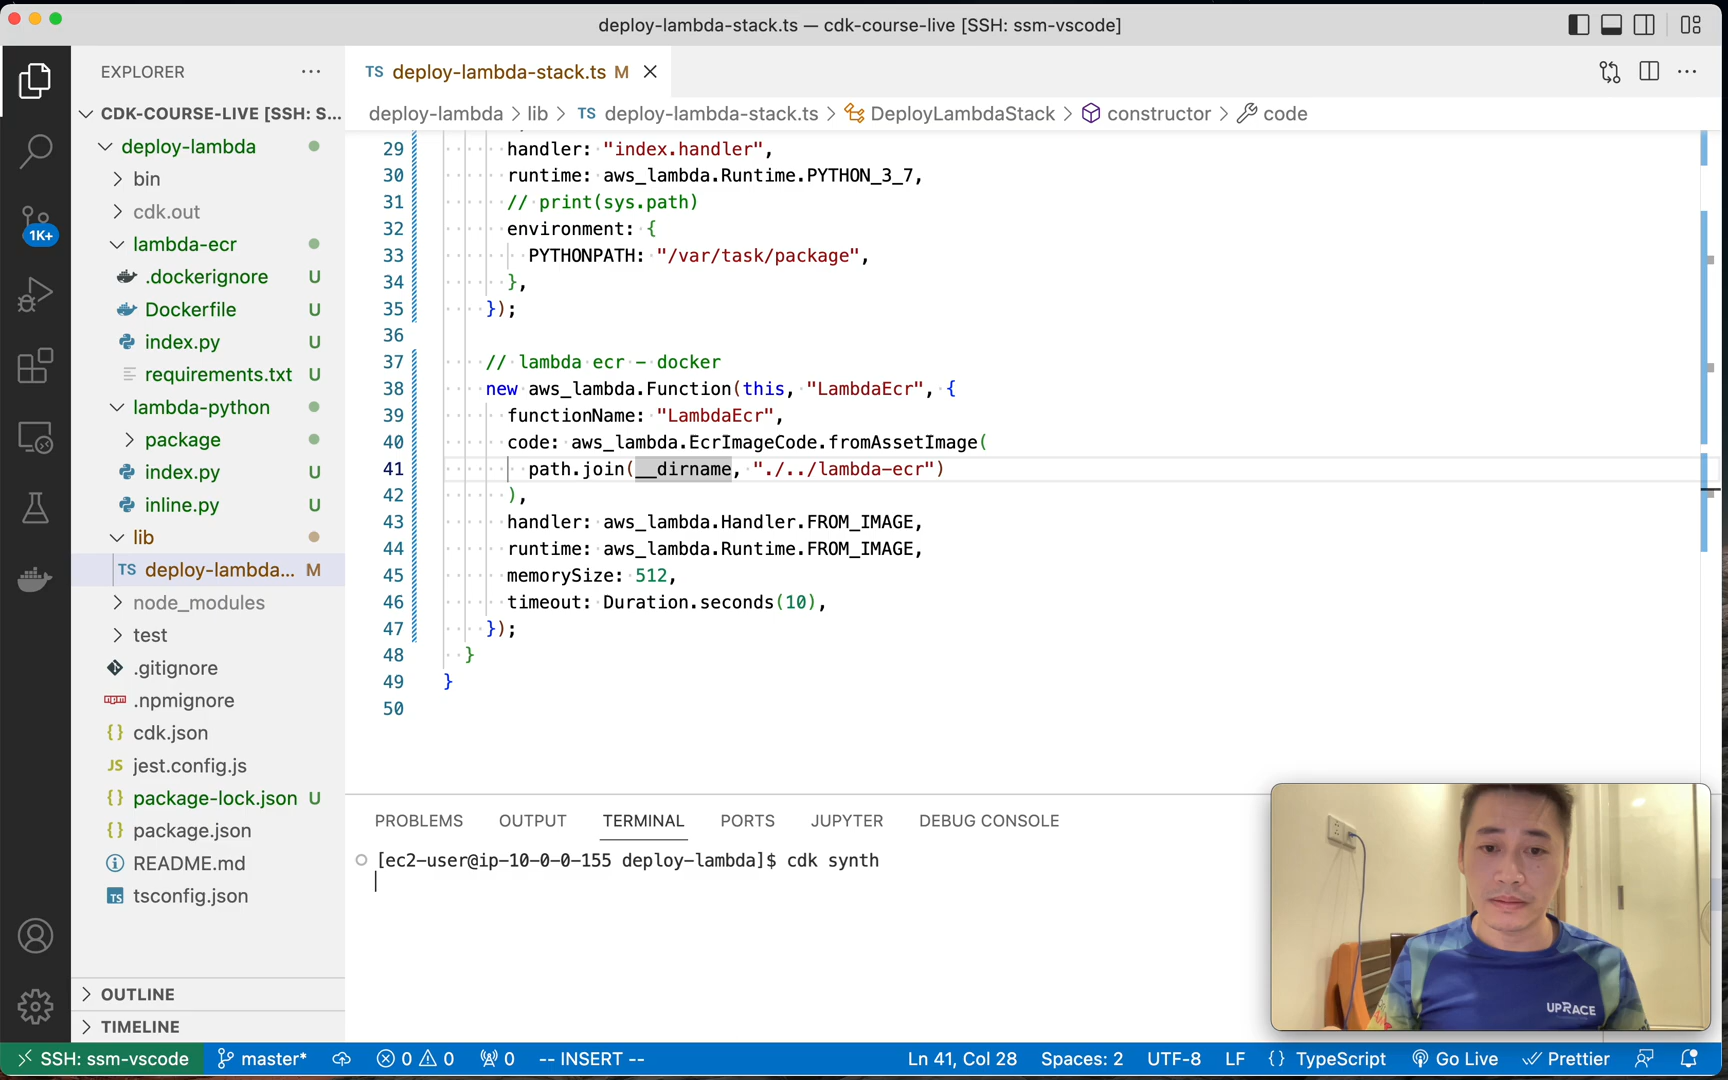 deploy-lambda-stack.ts — cdk-course-live [SSH: ssm-vscode]
EXPLORER
CDK-COURSE-LIVE [SSH: S...
deploy-lambda
bin
cdk.out
lambda-ecr
.dockerignore U
Dockerfile U
index.py U
requirements.txt U
lambda-python
package
index.py U
inline.py U
lib
TS deploy-lambda... M
node_modules
test
.gitignore
.npmignore
{} cdk.json
JS jest.config.js
{} package-lock.json U
{} package.json
README.md
TS tsconfig.json
OUTLINE
TIMELINE
1K+
TS deploy-lambda-stack.ts M
deploy-lambda > lib > TS deploy-lambda-stack.ts > DeployLambdaStack > constructor > code
29 handler: "index.handler",
30 runtime: aws_lambda.Runtime.PYTHON_3_7,
31 // print(sys.path)
32 environment: {
33 PYTHONPATH: "/var/task/package",
34 },
35 });
36
37 // lambda ecr - docker
38 new aws_lambda.Function(this, "LambdaEcr", {
39 functionName: "LambdaEcr",
40 code: aws_lambda.EcrImageCode.fromAssetImage(
41 path.join(__dirname, "./../lambda-ecr")
42 ),
43 handler: aws_lambda.Handler.FROM_IMAGE,
44 runtime: aws_lambda.Runtime.FROM_IMAGE,
45 memorySize: 512,
46 timeout: Duration.seconds(10),
47 });
48 }
49 }
50
PROBLEMS OUTPUT TERMINAL PORTS JUPYTER DEBUG CONSOLE
[ec2-user@ip-10-0-0-155 deploy-lambda]$ cdk synth
UPRACE
SSH: ssm-vscode master* 0 0 0 -- INSERT -- Ln 41, Col 28 Spaces: 2 UTF-8 LF {} TypeScript Go Live Prettier